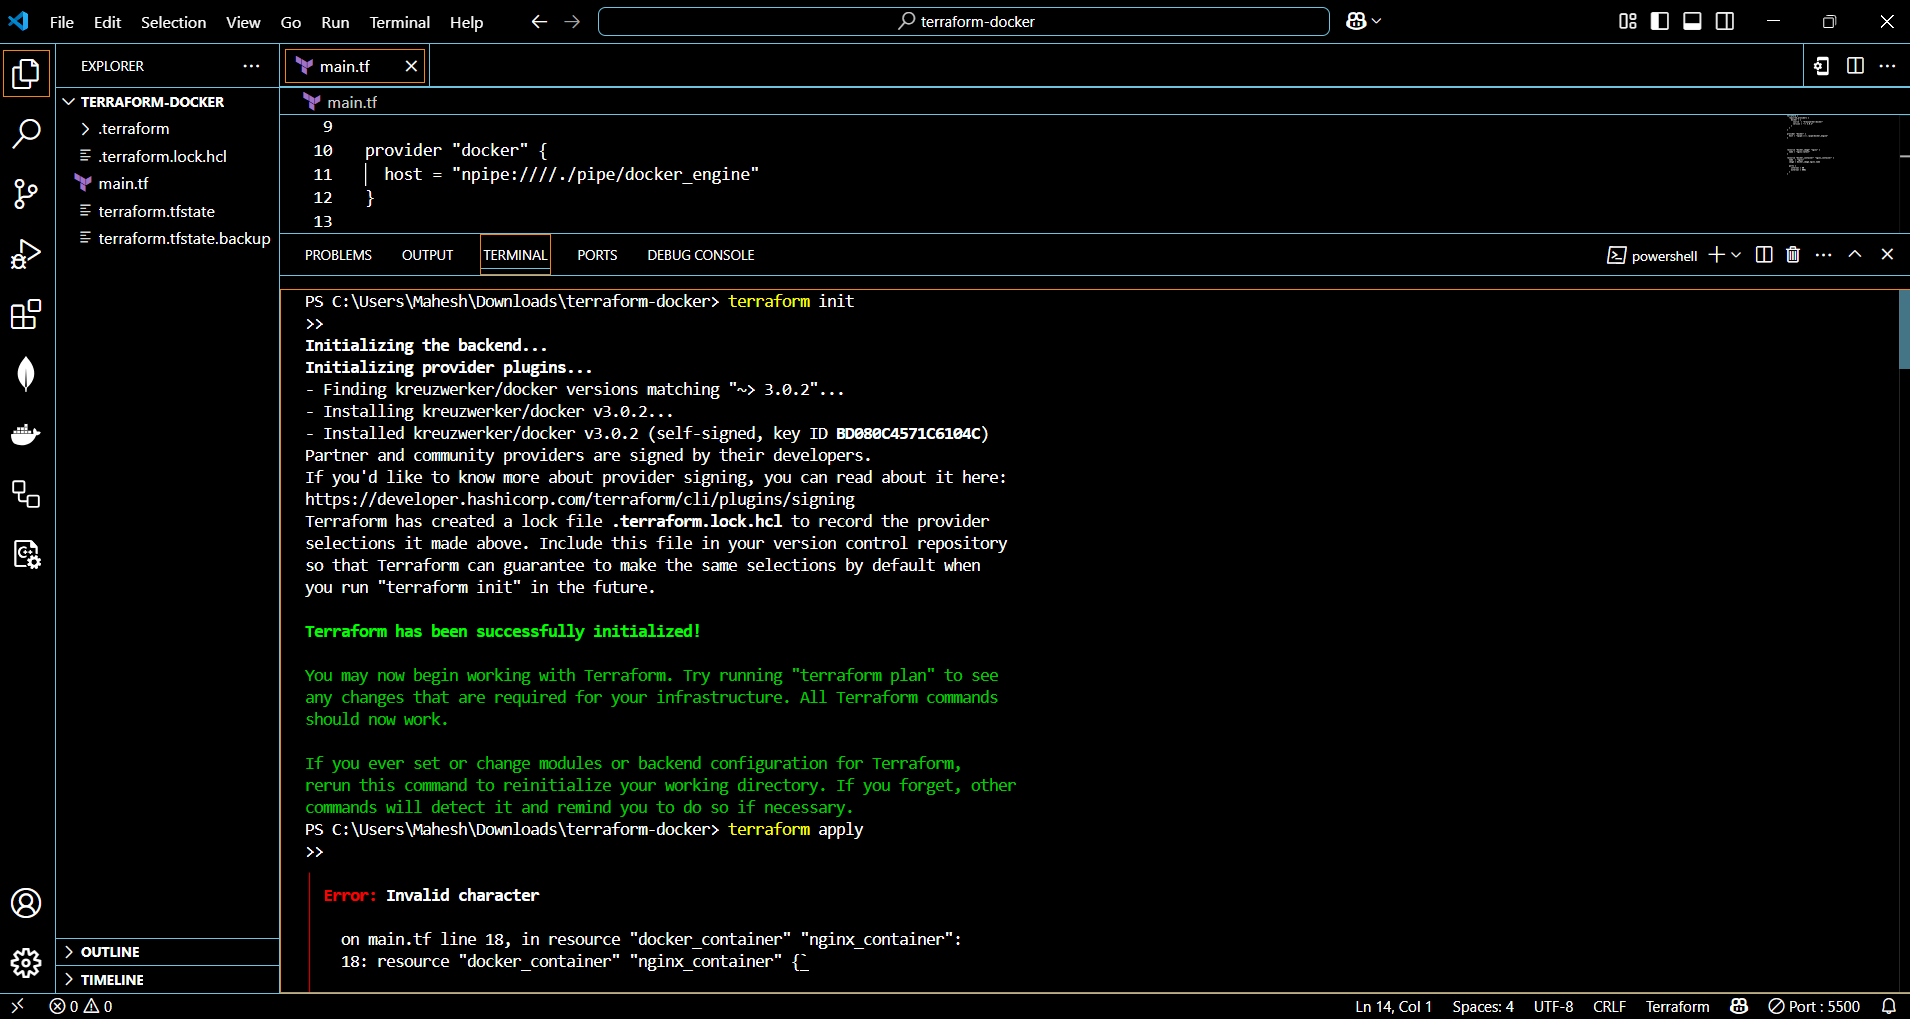 File Edit Selection View Go Run Terminal Help
terraform-docker
EXPLORER
TERRAFORM-DOCKER
.terraform
.terraform.lock.hcl
main.tf
terraform.tfstate
terraform.tfstate.backup
OUTLINE
TIMELINE
main.tf
main.tf
9
10 provider "docker" {
11 host = "npipe:////./pipe/docker_engine"
12 }
13
PROBLEMS OUTPUT TERMINAL PORTS DEBUG CONSOLE
powershell
PS C:\Users\Mahesh\Downloads\terraform-docker> terraform init
>>
Initializing the backend...
Initializing provider plugins...
- Finding kreuzwerker/docker versions matching "~> 3.0.2"...
- Installing kreuzwerker/docker v3.0.2...
- Installed kreuzwerker/docker v3.0.2 (self-signed, key ID BD080C4571C6104C)
Partner and community providers are signed by their developers.
If you'd like to know more about provider signing, you can read about it here:
https://developer.hashicorp.com/terraform/cli/plugins/signing
Terraform has created a lock file .terraform.lock.hcl to record the provider
selections it made above. Include this file in your version control repository
so that Terraform can guarantee to make the same selections by default when
you run "terraform init" in the future.
Terraform has been successfully initialized!
You may now begin working with Terraform. Try running "terraform plan" to see
any changes that are required for your infrastructure. All Terraform commands
should now work.
If you ever set or change modules or backend configuration for Terraform,
rerun this command to reinitialize your working directory. If you forget, other
commands will detect it and remind you to do so if necessary.
PS C:\Users\Mahesh\Downloads\terraform-docker> terraform apply
>>
Error: Invalid character
on main.tf line 18, in resource "docker_container" "nginx_container":
18: resource "docker_container" "nginx_container" {`
0 0
Ln 14, Col 1 Spaces: 4 UTF-8 CRLF Terraform Port : 5500